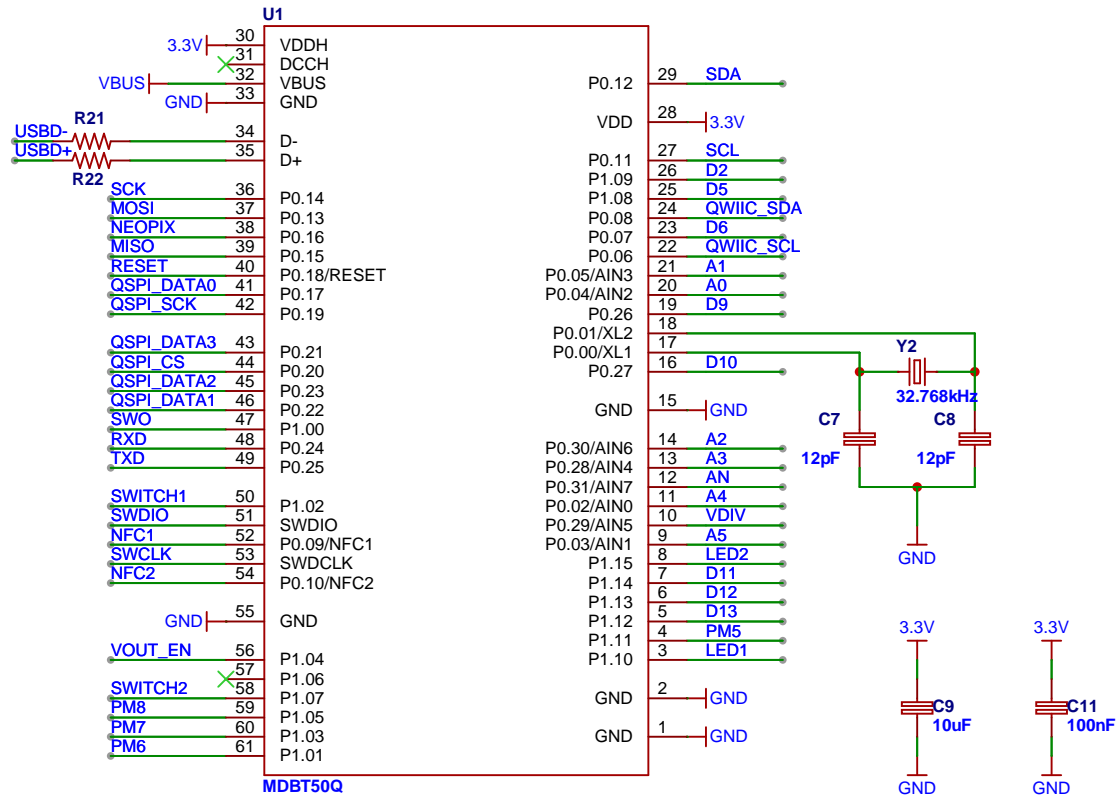 U1
3.3V 30 VDDH
31 DCCH
VBUS 32 VBUS
GND 33 GND
R21
USBD- 34 D-
USBD+ 35 D+
R22
SCK 36 P0.14
MOSI 37 P0.13
NEOPIX 38 P0.16
MISO 39 P0.15
RESET 40 P0.18/RESET
QSPI_DATA0 41 P0.17
QSPI_SCK 42 P0.19
QSPI_DATA3 43 P0.21
QSPI_CS 44 P0.20
QSPI_DATA2 45 P0.23
QSPI_DATA1 46 P0.22
SWO 47 P1.00
RXD 48 P0.24
TXD 49 P0.25
SWITCH1 50 P1.02
SWDIO 51 SWDIO
NFC1 52 P0.09/NFC1
SWCLK 53 SWDCLK
NFC2 54 P0.10/NFC2
GND 55 GND
VOUT_EN 56 P1.04
57 P1.06
SWITCH2 58 P1.07
PM8 59 P1.05
PM7 60 P1.03
PM6 61 P1.01
MDBT50Q
P0.12 29 SDA
VDD 28 3.3V
P0.11 27 SCL
P1.09 26 D2
P1.08 25 D5
P0.08 24 QWIIC_SDA
P0.07 23 D6
P0.06 22 QWIIC_SCL
P0.05/AIN3 21 A1
P0.04/AIN2 20 A0
P0.26 19 D9
P0.01/XL2 18
P0.00/XL1 17
P0.27 16 D10
GND 15 GND
P0.30/AIN6 14 A2
P0.28/AIN4 13 A3
P0.31/AIN7 12 AN
P0.02/AIN0 11 A4
P0.29/AIN5 10 VDIV
P0.03/AIN1 9 A5
P1.15 8 LED2
P1.14 7 D11
P1.13 6 D12
P1.12 5 D13
P1.11 4 PM5
P1.10 3 LED1
GND 2 GND
GND 1 GND
Y2
32.768kHz
C7 C8
12pF 12pF
GND
3.3V 3.3V
C9 C11
10uF 100nF
GND GND